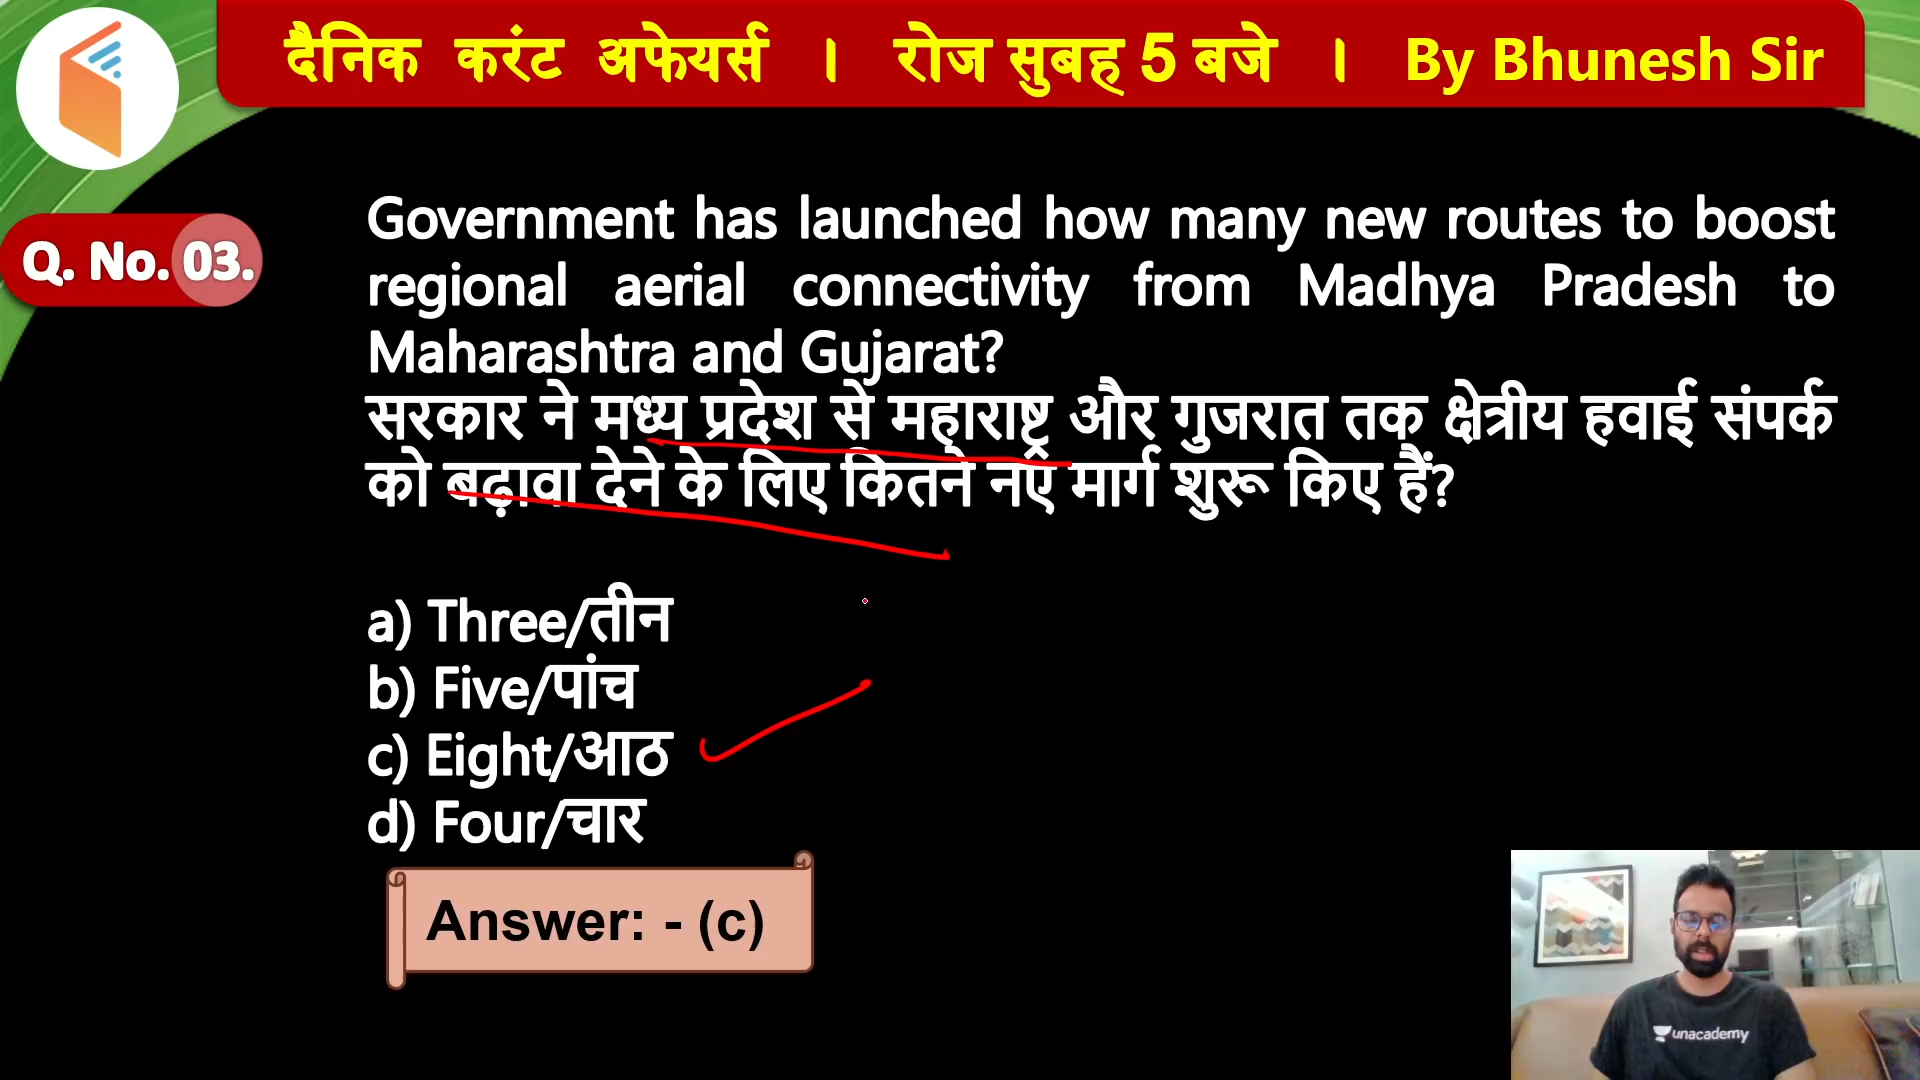 दैनिक करंट अफेयर्स । रोज सुबह 5 बजे । By Bhunesh Sir
Q. No. 03.
Government has launched how many new routes to boost
regional aerial connectivity from Madhya Pradesh to
Maharashtra and Gujarat?
सरकार ने मध्य प्रदेश से महाराष्ट्र और गुजरात तक क्षेत्रीय हवाई संपर्क
को बढ़ावा देने के लिए कितने नए मार्ग शुरू किए हैं?
a) Three/तीन
b) Five/पांच
c) Eight/आठ
d) Four/चार
Answer: - (c)
unacademy